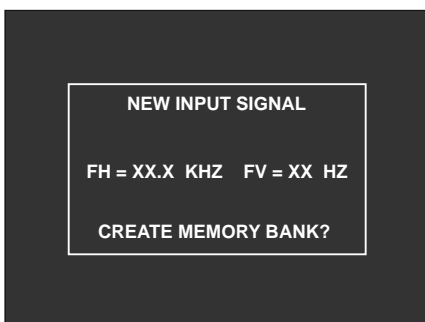 NEW INPUT SIGNAL
FH = XX.X KHZ FV = XX HZ
CREATE MEMORY BANK?